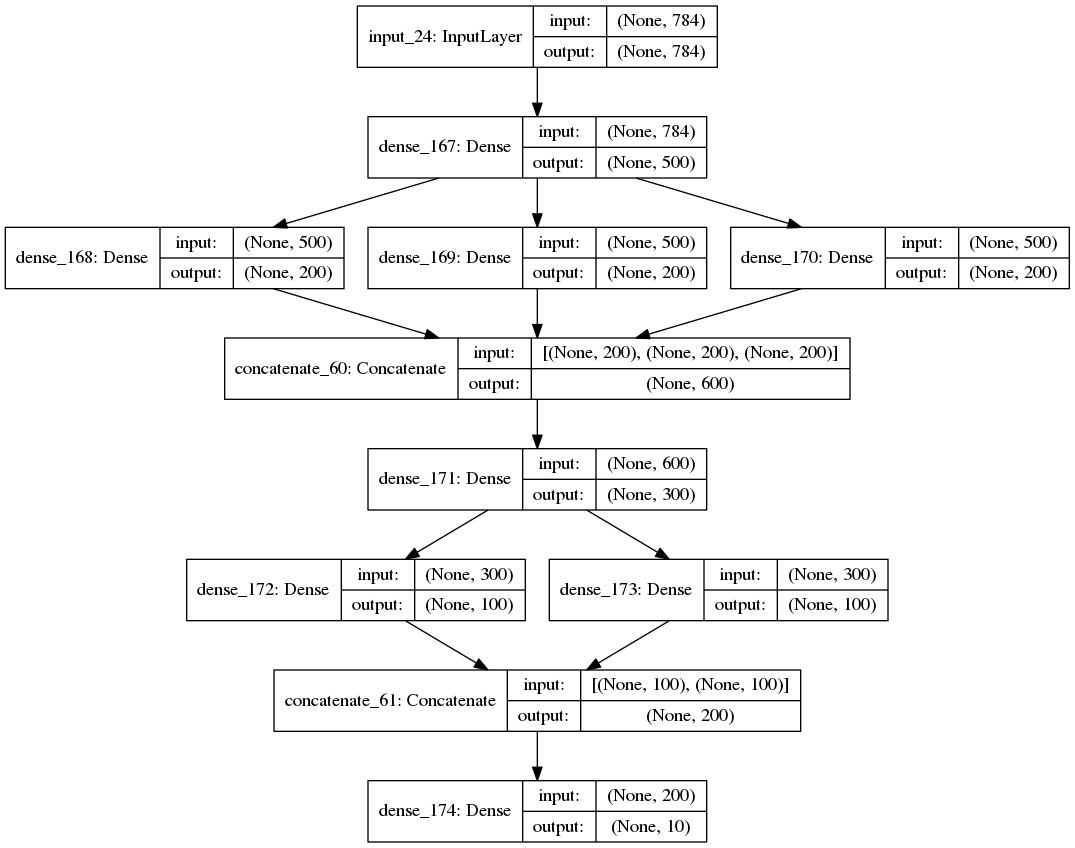 input_24: InputLayer
input: (None, 784)
output: (None, 784)
dense_167: Dense
input: (None, 784)
output: (None, 500)
dense_168: Dense
input: (None, 500)
output: (None, 200)
dense_169: Dense
input: (None, 500)
output: (None, 200)
dense_170: Dense
input: (None, 500)
output: (None, 200)
concatenate_60: Concatenate
input: [(None, 200), (None, 200), (None, 200)]
output: (None, 600)
dense_171: Dense
input: (None, 600)
output: (None, 300)
dense_172: Dense
input: (None, 300)
output: (None, 100)
dense_173: Dense
input: (None, 300)
output: (None, 100)
concatenate_61: Concatenate
input: [(None, 100), (None, 100)]
output: (None, 200)
dense_174: Dense
input: (None, 200)
output: (None, 10)